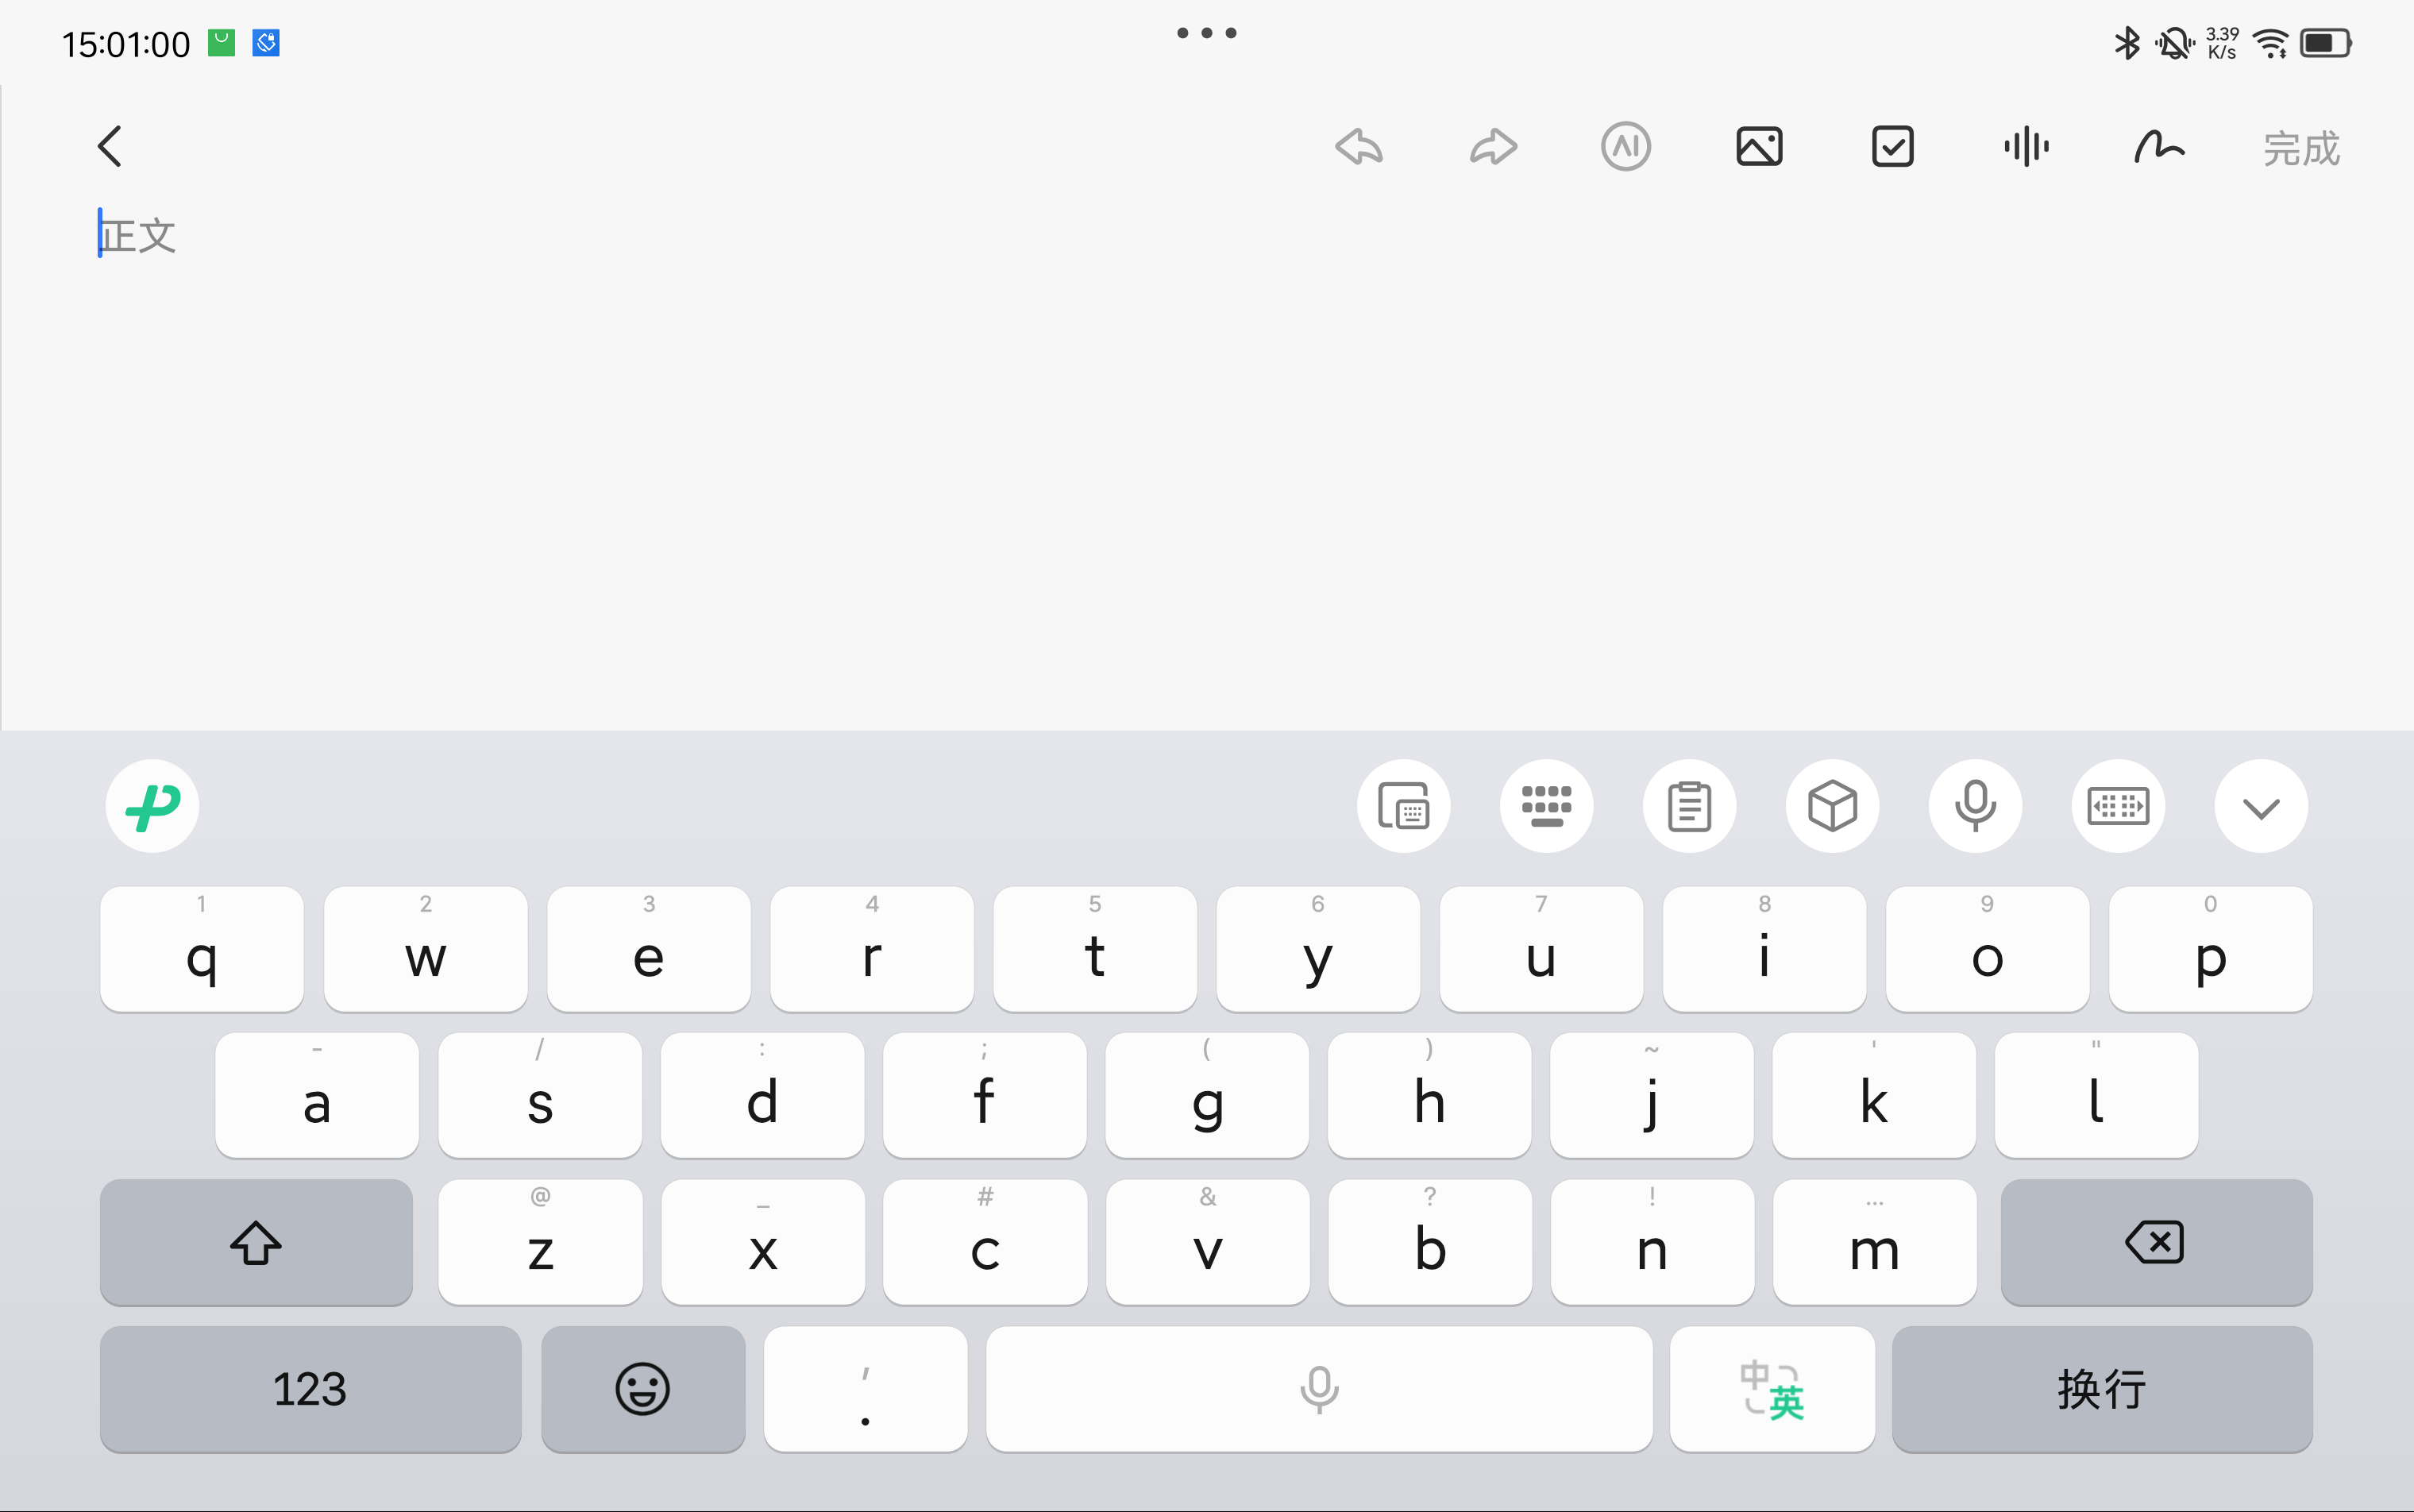 15:01:00
3.39
K/s
AI
完成
正文
1 2 3 4 5 6 7 8 9 0
q w e r t y u i o p
- / : ; ( ) ~ ' "
a s d f g h j k l
@ _ # & ? ! ...
z x c v b n m
123 , . 中 英 换行